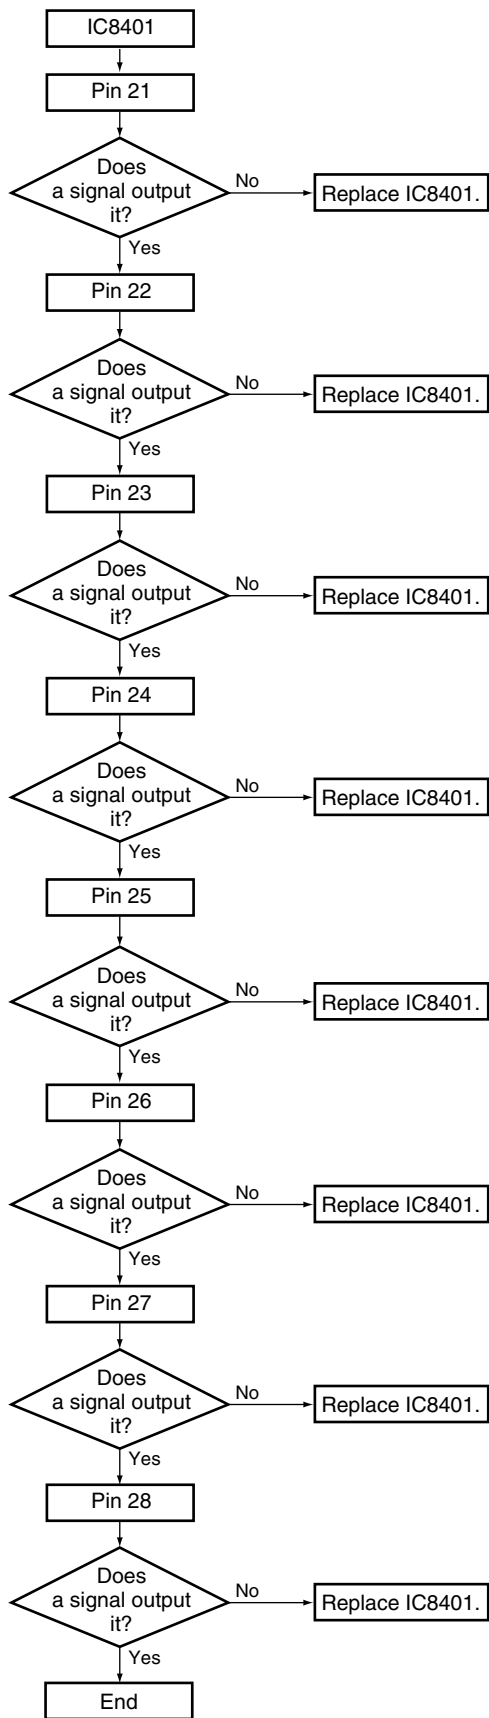 IC8401
Pin 21
Does
a signal output
it?
No
Replace IC8401.
Yes
Pin 22
Does
a signal output
it?
No
Replace IC8401.
Yes
Pin 23
Does
a signal output
it?
No
Replace IC8401.
Yes
Pin 24
Does
a signal output
it?
No
Replace IC8401.
Yes
Pin 25
Does
a signal output
it?
No
Replace IC8401.
Yes
Pin 26
Does
a signal output
it?
No
Replace IC8401.
Yes
Pin 27
Does
a signal output
it?
No
Replace IC8401.
Yes
Pin 28
Does
a signal output
it?
No
Replace IC8401.
Yes
End